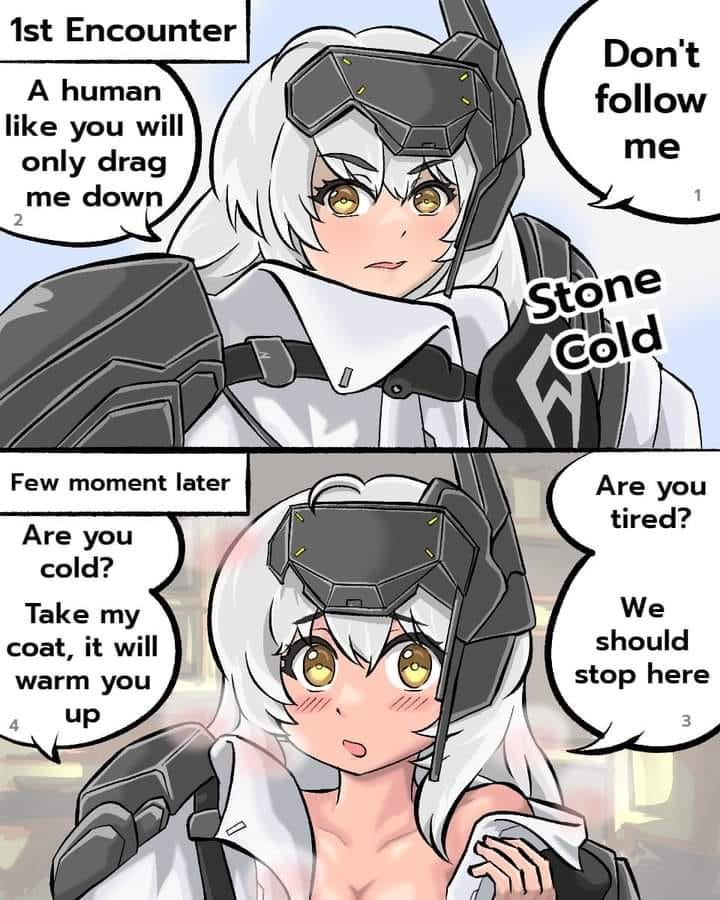 1st Encounter
Don't
follow
me
1
A human
like you will
only drag
me down
2
Stone
Cold
Few moment later
Are you
tired?
We
should
stop here
3
Are you
cold?
Take my
coat, it will
warm you
up
4